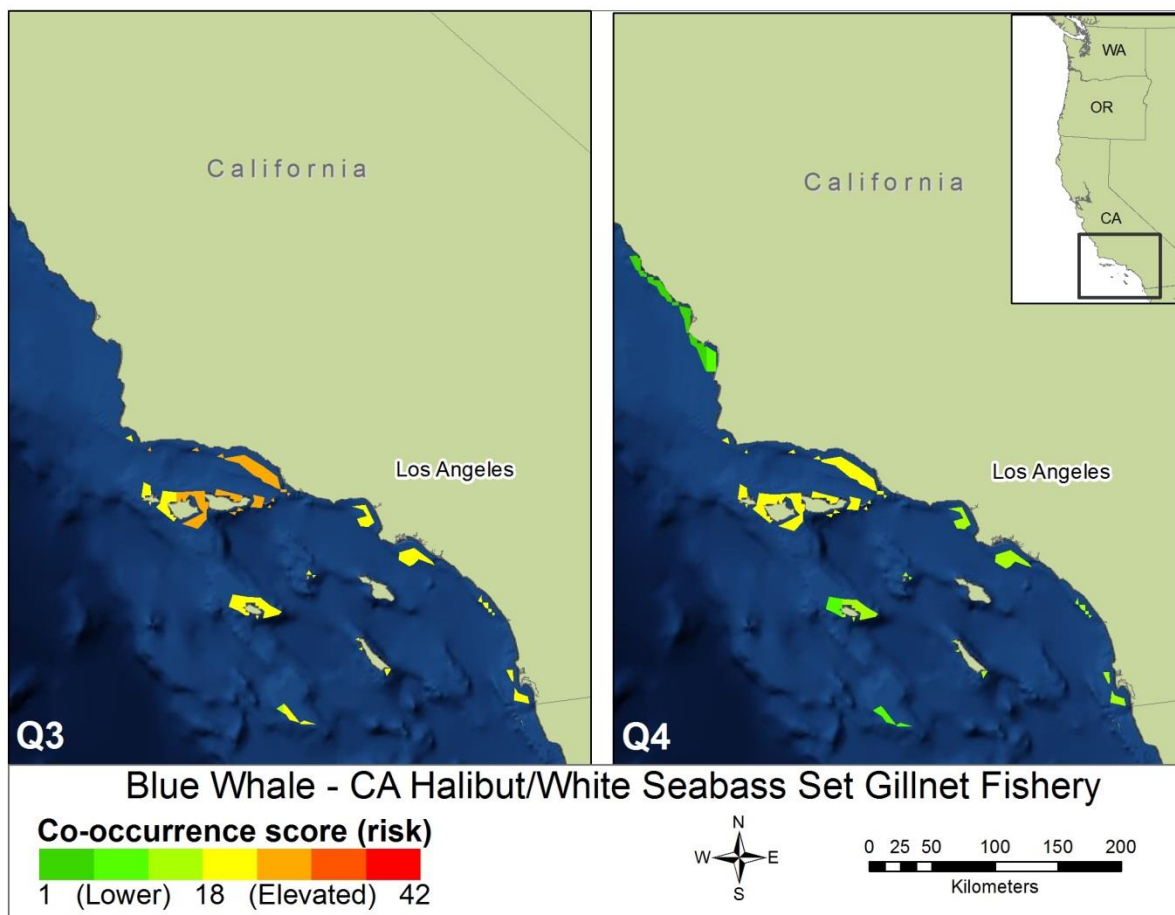 California
Los Angeles
Q3
California
Los Angeles
Q4
WA
OR
CA
Blue Whale - CA Halibut/White Seabass Set Gillnet Fishery
Co-occurrence score (risk)
1 (Lower) 18 (Elevated) 42
N
W E
S
0 25 50 100 150 200
Kilometers